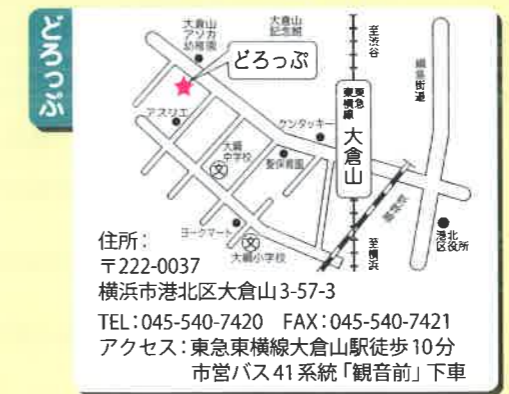 どろっぷ
大倉山
アソカ
幼稚園
大倉山
記念館
至渋谷
綱島街道
どろっぷ
アスリエ
ケンタッキー
東急
東横線
大倉山
大綱
中学校
文
聖保育園
ヨークマート
文
大綱小学校
至横浜
港北
区役所
住所：
〒222-0037
横浜市港北区大倉山3-57-3
TEL：045-540-7420　FAX：045-540-7421
アクセス：東急東横線大倉山駅徒歩10分
市営バス41系統「観音前」下車